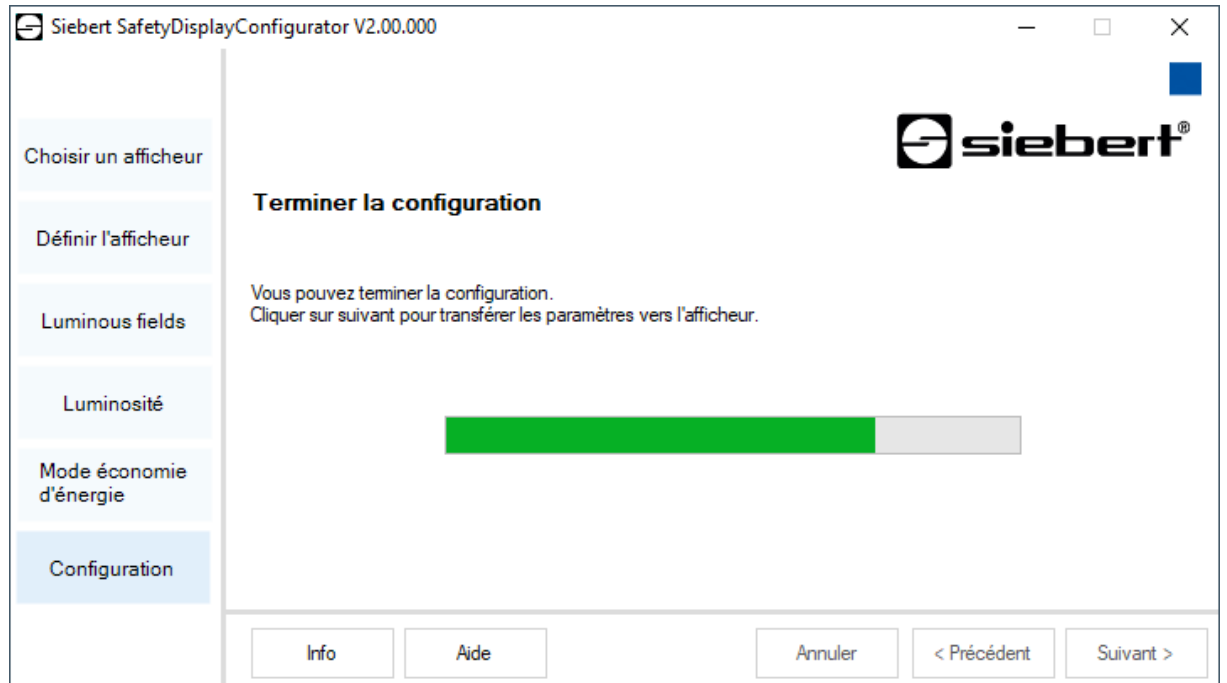 Siebert SafetyDisplayConfigurator V2.00.000
siebert®
Choisir un afficheur
Définir l'afficheur
Luminous fields
Luminosité
Mode économie
d'énergie
Configuration
Terminer la configuration
Vous pouvez terminer la configuration.
Cliquer sur suivant pour transférer les paramètres vers l'afficheur.
Info
Aide
Annuler
< Précédent
Suivant >